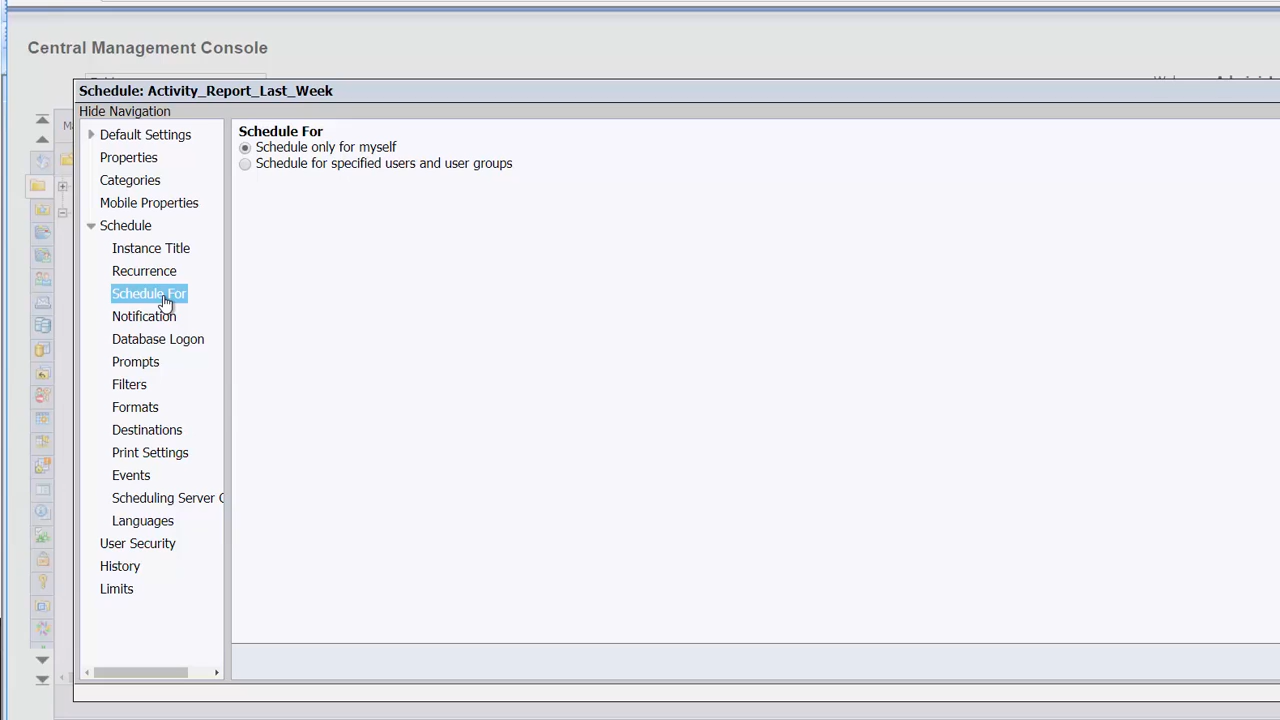 Central Management Console
Schedule: Activity_Report_Last_Week
Hide Navigation
Default Settings
Properties
Categories
Mobile Properties
Schedule
Instance Title
Recurrence
Schedule For
Notification
Database Logon
Prompts
Filters
Formats
Destinations
Print Settings
Events
Scheduling Server
Languages
User Security
History
Limits
Schedule For
Schedule only for myself
Schedule for specified users and user groups